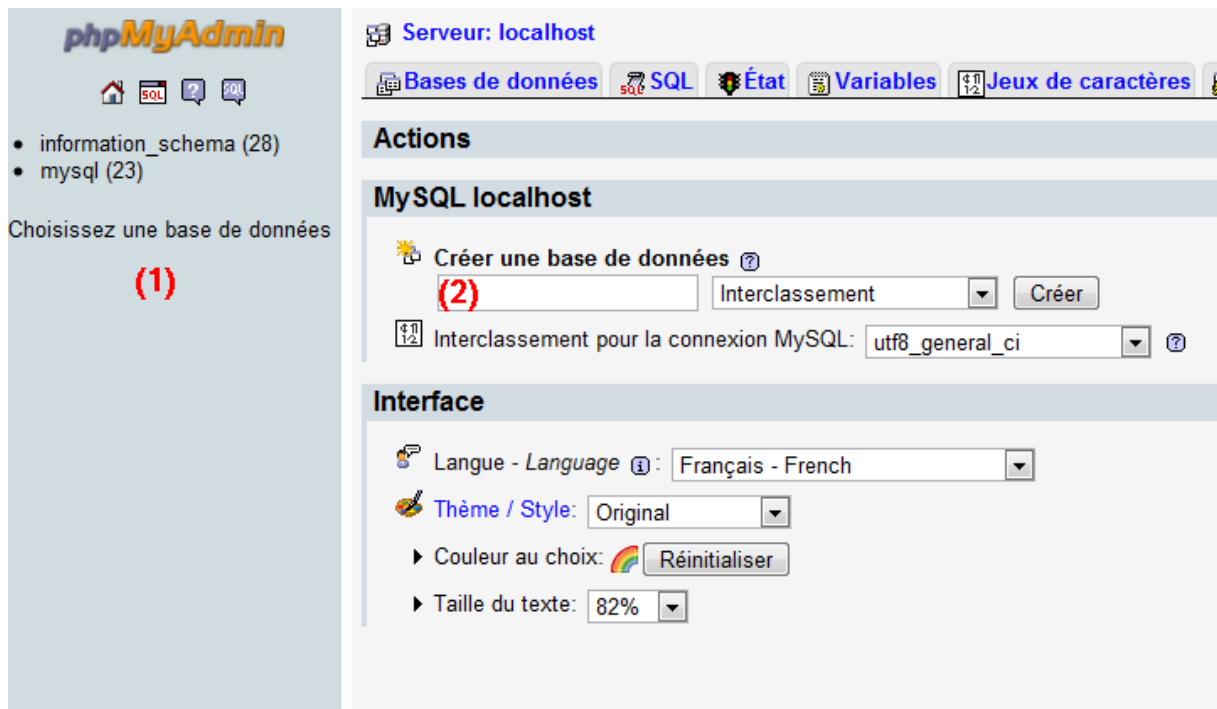 phpMyAdmin
SQL
SQL
information_schema (28)
mysql (23)
Choisissez une base de données
(1)
Serveur: localhost
Bases de données SQL État Variables Jeux de caractères
Actions
MySQL localhost
Créer une base de données
(2) Interclassement Créer
Interclassement pour la connexion MySQL: utf8_general_ci
Interface
Langue - Language : Français - French
Thème / Style: Original
Couleur au choix: Réinitialiser
Taille du texte: 82%